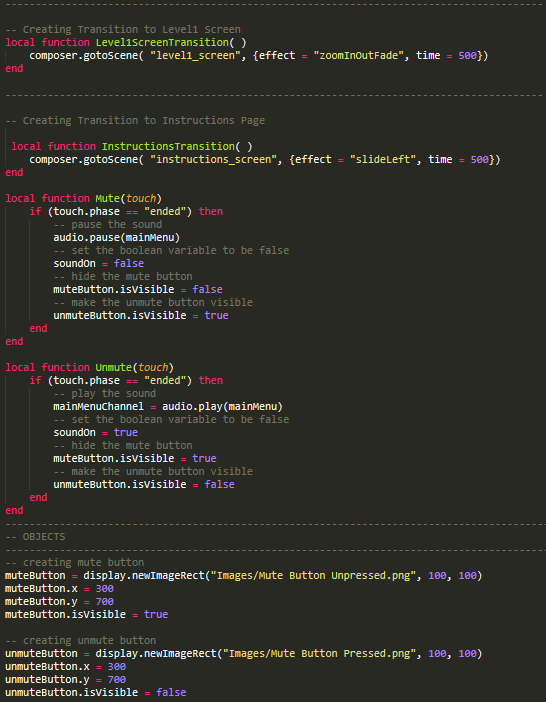 -----------------------------------------------------------------------------------------
-- Creating Transition to Level1 Screen
local function Level1ScreenTransition( )
    composer.gotoScene( "level1_screen", {effect = "zoomInOutFade", time = 500})
end
-----------------------------------------------------------------------------------------
-- Creating Transition to Instructions Page
 local function InstructionsTransition( )
    composer.gotoScene( "instructions_screen", {effect = "slideLeft", time = 500})
end
local function Mute(touch)
    if (touch.phase == "ended") then
        -- pause the sound
        audio.pause(mainMenu)
        -- set the boolean variable to be false
        soundOn = false
        -- hide the mute button
        muteButton.isVisible = false
        -- make the unmute button visible
        unmuteButton.isVisible = true
    end
end
local function Unmute(touch)
    if (touch.phase == "ended") then
        -- play the sound
        mainMenuChannel = audio.play(mainMenu)
        -- set the boolean variable to be false
        soundOn = true
        -- hide the mute button
        muteButton.isVisible = true
        -- make the unmute button visible
        unmuteButton.isVisible = false
    end
end
-----------------------------------------------------------------------------------------
-- OBJECTS
-----------------------------------------------------------------------------------------
-- creating mute button
muteButton = display.newImageRect("Images/Mute Button Unpressed.png", 100, 100)
muteButton.x = 300
muteButton.y = 700
muteButton.isVisible = true
-- creating unmute button
unmuteButton = display.newImageRect("Images/Mute Button Pressed.png", 100, 100)
unmuteButton.x = 300
unmuteButton.y = 700
unmuteButton.isVisible = false